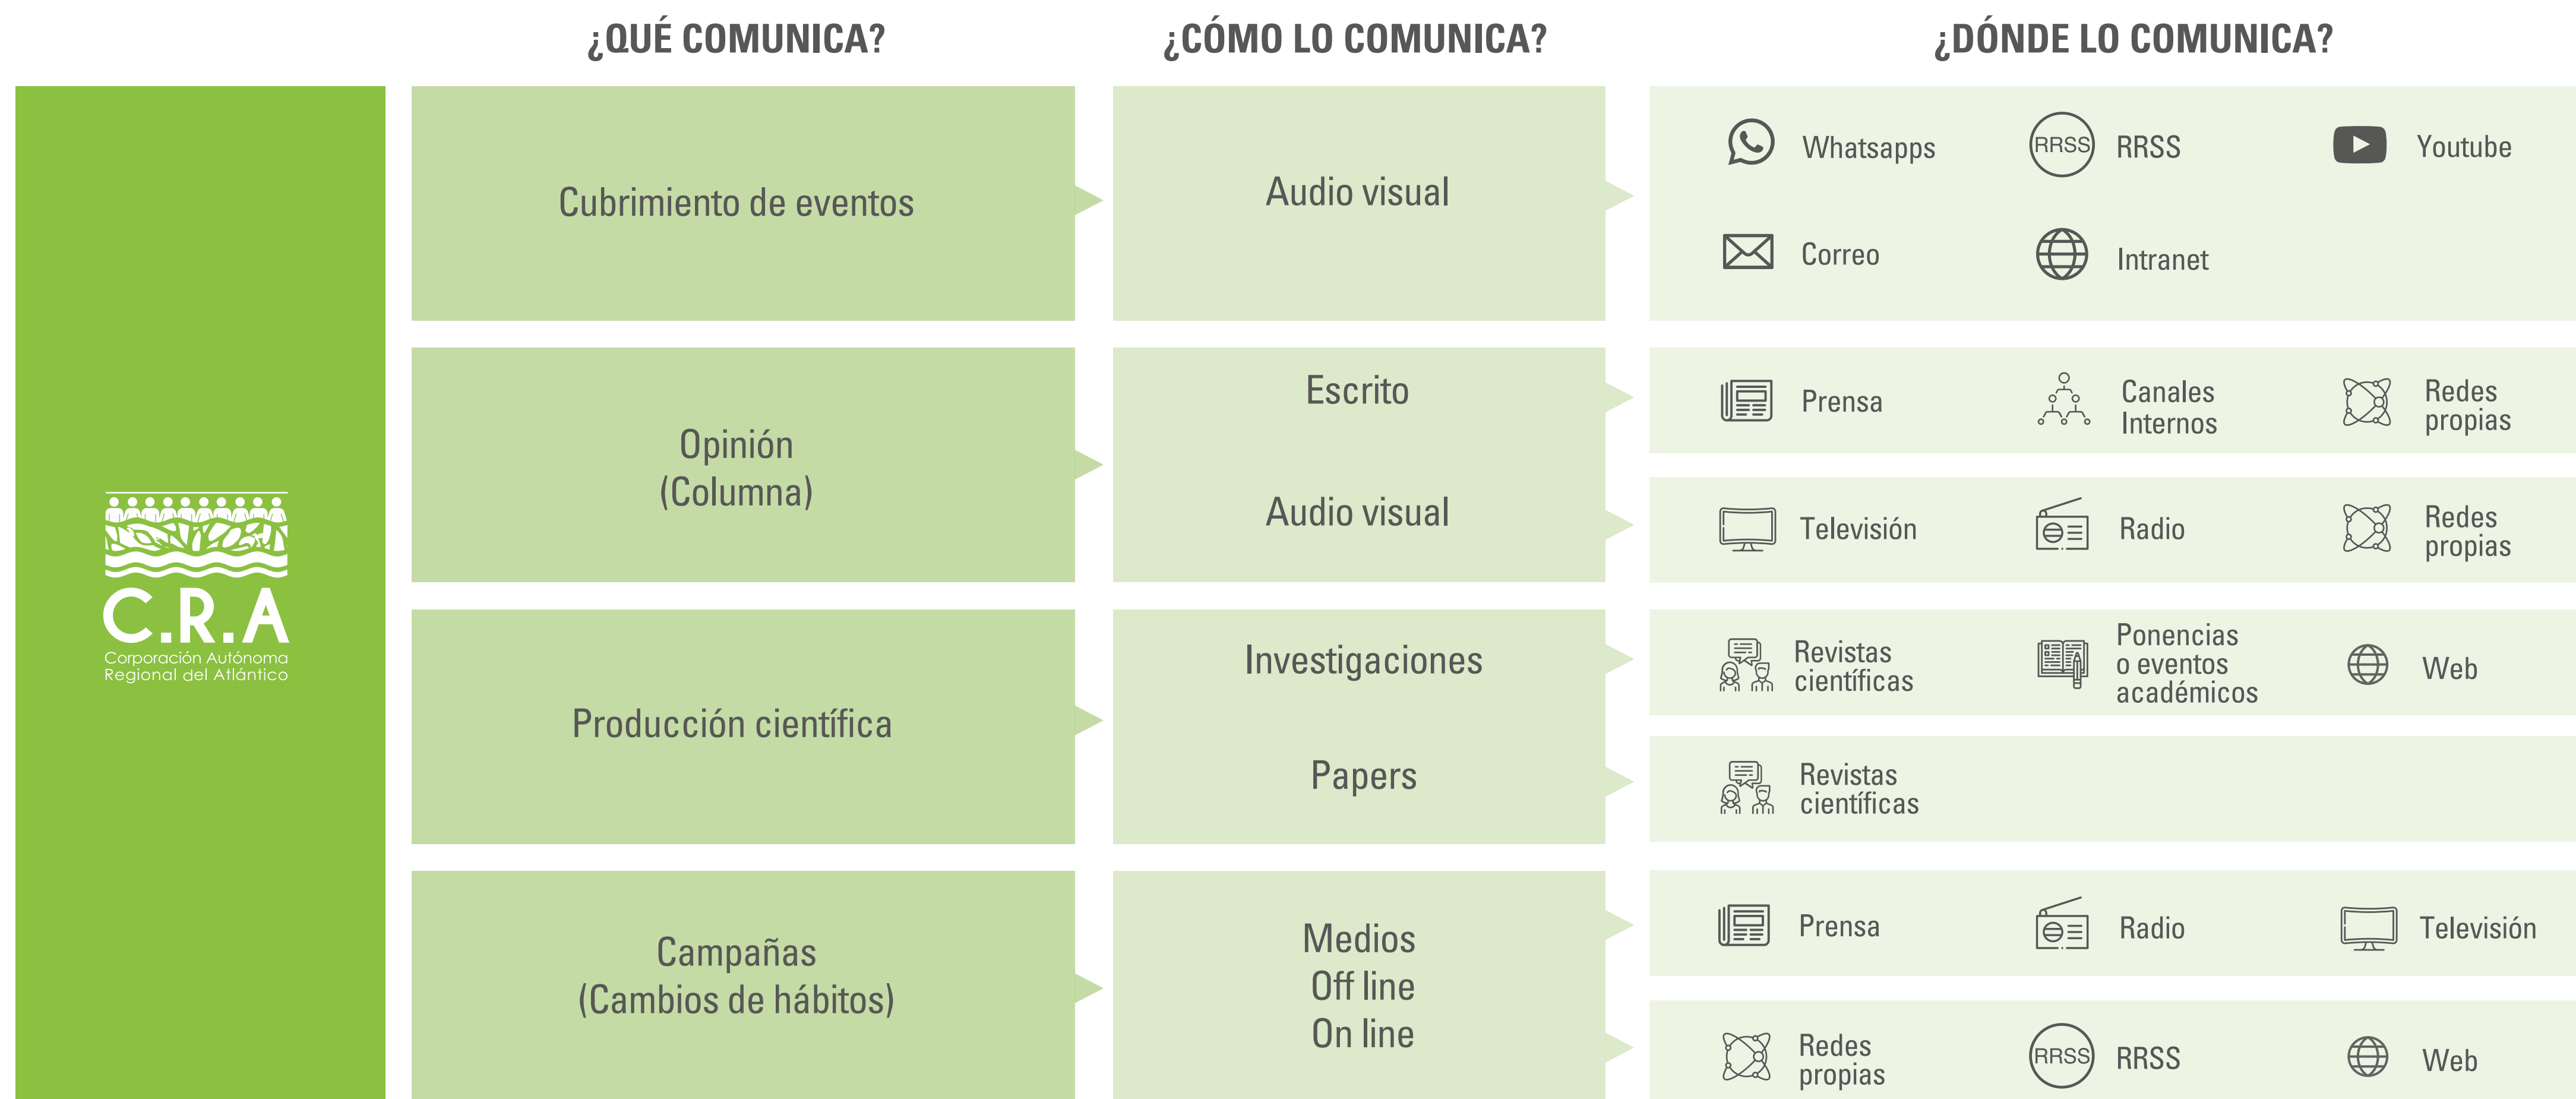 ¿QUÉ COMUNICA?
¿CÓMO LO COMUNICA?
¿DÓNDE LO COMUNICA?
C.R.A
Corporación Autónoma
Regional del Atlántico
Cubrimiento de eventos
Audio visual
Whatsapps
RRSS
RRSS
Youtube
Correo
Intranet
Opinión
(Columna)
Escrito
Prensa
Canales
Internos
Redes
propias
Audio visual
Televisión
Radio
Redes
propias
Producción científica
Investigaciones
Revistas
científicas
Ponencias
o eventos
académicos
Web
Papers
Revistas
científicas
Campañas
(Cambios de hábitos)
Medios
Off line
On line
Prensa
Radio
Televisión
Redes
propias
RRSS
RRSS
Web